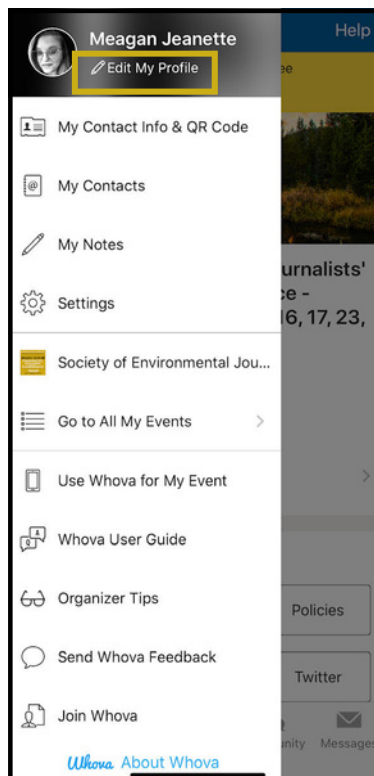 Meagan Jeanette
Help
Edit My Profile
ee
My Contact Info & QR Code
My Contacts
My Notes
urnalists'
ce -
16, 17, 23,
Settings
Society of Environmental Jou...
Go to All My Events
Use Whova for My Event
Whova User Guide
Organizer Tips
Policies
Send Whova Feedback
Twitter
Join Whova
unity
Messages
Whova About Whova